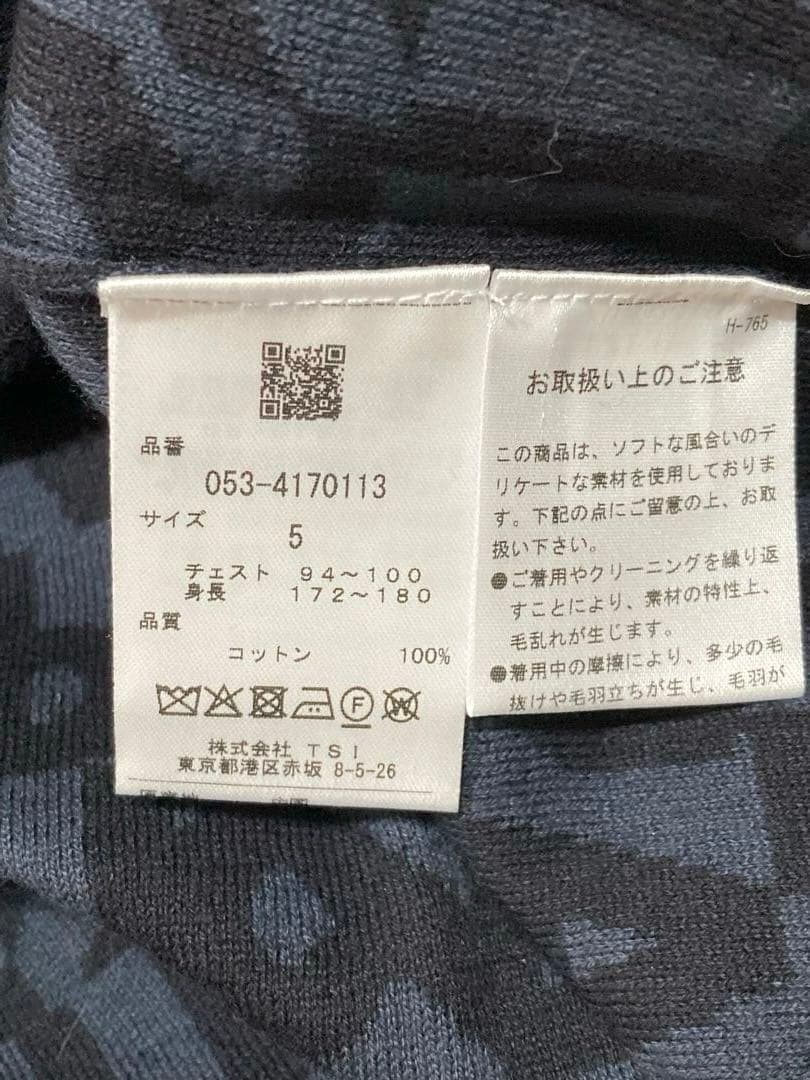 品番
053-4170113
サイズ
5
チェスト 94～100
身長 172～180
品質
コットン 100%
F
W
株式会社 TSI
東京都港区赤坂 8-5-26
H-765
お取扱い上のご注意
この商品は、ソフトな風合いのデ
リケートな素材を使用しておりま
す。下記の点にご留意の上、お取
扱い下さい。
●ご着用やクリーニングを繰り返
すことにより、素材の特性上、
毛乱れが生じます。
●着用中の摩擦により、多少の毛
抜けや毛羽立ちが生じ、毛羽が